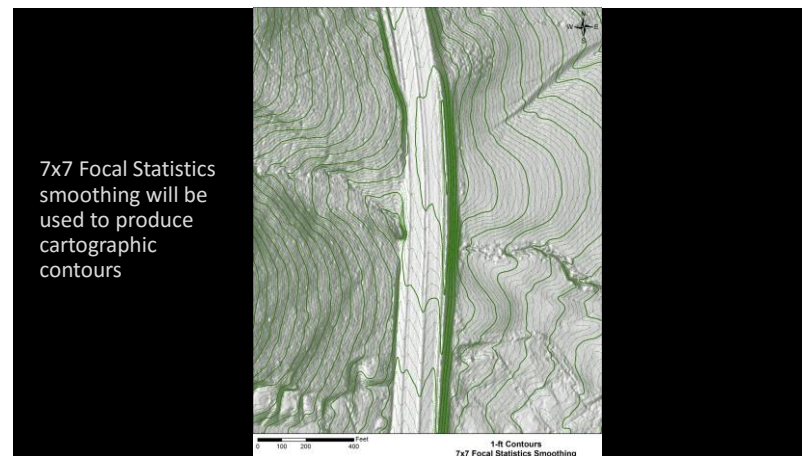 7x7 Focal Statistics
smoothing will be
used to produce
cartographic
contours
N
W E
S
Feet
0 100 200 400
1-ft Contours
7x7 Focal Statistics Smoothing